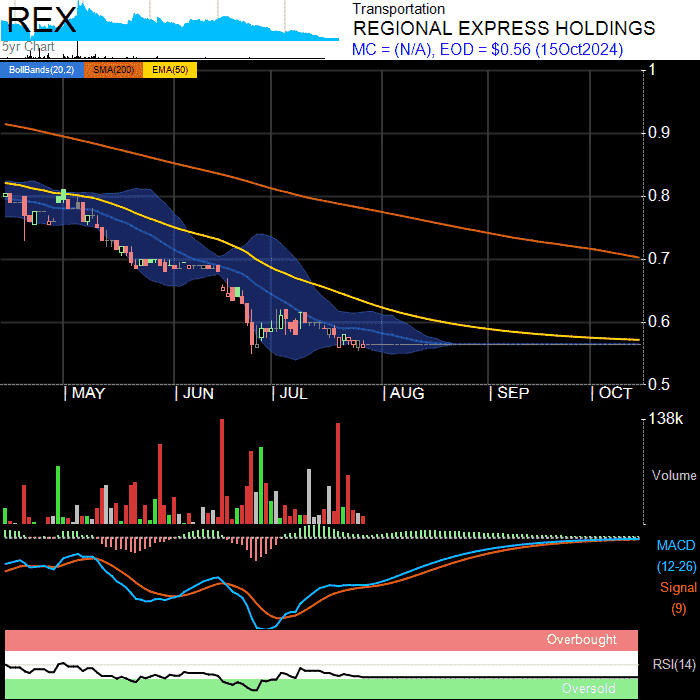 REX
5yr Chart
Transportation
REGIONAL EXPRESS HOLDINGS
MC = (N/A), EOD = $0.56 (15Oct2024)
BollBands(20,2) SMA(200) EMA(50)
1
0.9
0.8
0.7
0.6
0.5
MAY JUN JUL AUG SEP OCT
138k
Volume
MACD
(12-26)
Signal
(9)
Overbought
RSI(14)
Oversold